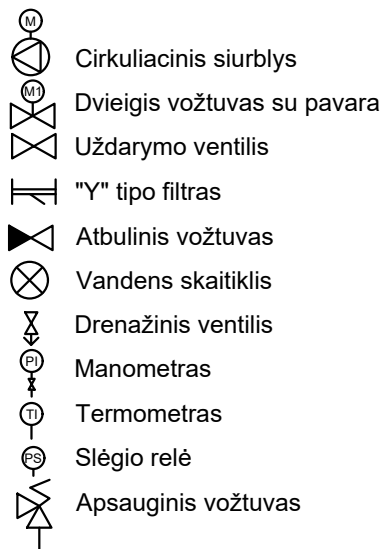 M
Cirkuliacinis siurblys
M1
Dvieigis vožtuvas su pavara
Uždarymo ventilis
"Y" tipo filtras
Atbulinis vožtuvas
Vandens skaitiklis
Drenažinis ventilis
PI
Manometras
TI
Termometras
PS
Slėgio relė
Apsauginis vožtuvas